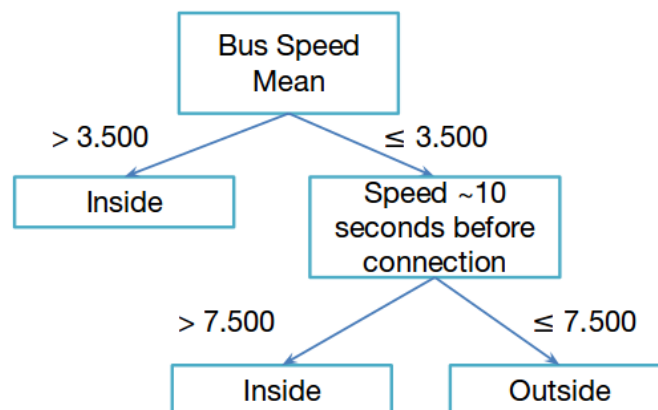 Bus Speed
Mean
> 3.500
≤ 3.500
Inside
Speed ~10
seconds before
connection
> 7.500
≤ 7.500
Inside
Outside